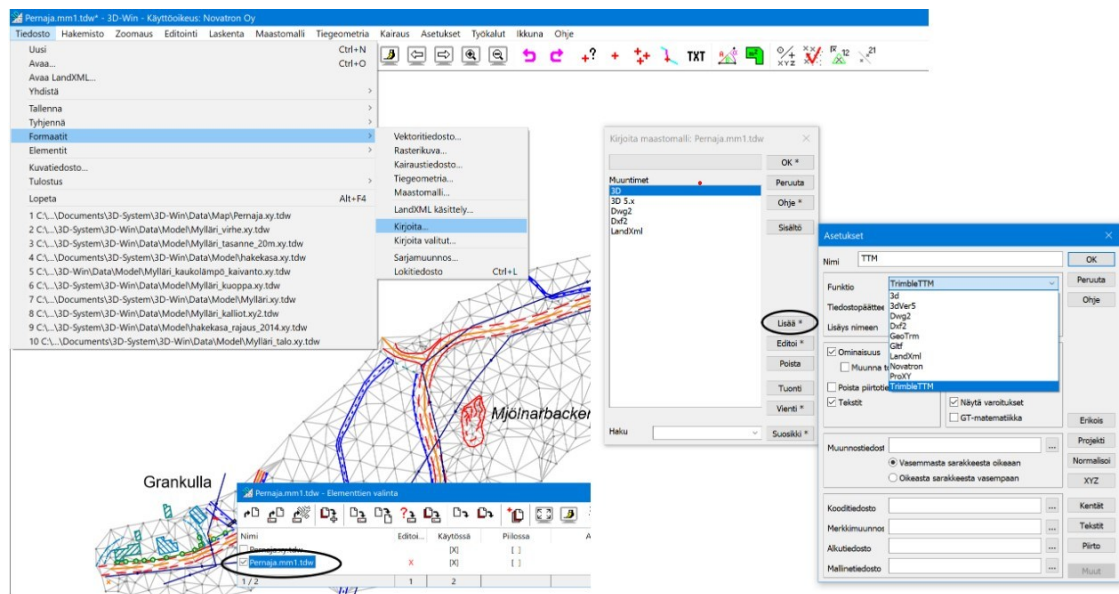 Pernaja.mm1.tdw* - 3D-Win - Käyttöoikeus: Novatron Oy
Tiedosto Hakemisto Zoomaus Editointi Laskenta Maastomalli Tiegeometria Kairaus Asetukset Työkalut Ikkuna Ohje
Uusi Ctrl+N
Avaa... Ctrl+O
Avaa LandXML...
Yhdistä
Tallenna
Tyhjennä
Formaatit
Elementit
Kuvatiedosto...
Tulostus
Lopeta Alt+F4
1 C:\...\Documents\3D-System\3D-Win\Data\Map\Pernaja.xy.tdw
2 C:\...\3D-System\3D-Win\Data\Model\Mylläri_virhe.xy.tdw
3 C:\...\3D-System\3D-Win\Data\Model\Mylläri_tasanne_20m.xy.tdw
4 C:\...\Documents\3D-System\3D-Win\Data\Model\hakekasa.xy.tdw
5 C:\...\3D-Win\Data\Model\Mylläri_kaukolämpö_kaivanto.xy.tdw
6 C:\...\3D-System\3D-Win\Data\Model\Mylläri_kuoppa.xy.tdw
7 C:\...\Documents\3D-System\3D-Win\Data\Model\Mylläri.xy.tdw
8 C:\...\3D-System\3D-Win\Data\Model\Mylläri_kalliot.xy2.tdw
9 C:\...\3D-System\3D-Win\Data\Model\hakekasa_rajaus_2014.xy.tdw
10 C:\...\Documents\3D-System\3D-Win\Data\Model\Mylläri_talo.xy.tdw
Vektoritiedosto...
Rasterikuva...
Kairaustiedosto...
Tiegeometria...
Maastomalli...
LandXML käsittely...
Kirjoita...
Kirjoita valitut...
Sarjamuunnos...
Lokitiedosto Ctrl+L
TXT
Mjölnarbacken
Grankulla
Pernaja.mm1.tdw - Elementtien valinta
Nimi Editoi... Käytössä Piilossa A
Pernaja.xy.tdw [X] [ ]
Pernaja.mm1.tdw X [X] [ ]
1 / 2 1 2
Kirjoita maastomalli: Pernaja.mm1.tdw
OK *
Muuntimet
Peruuta
3D
3D 5.x
Ohje *
Dwg2
Dxf2
Sisältö
LandXml
Lisää *
Editoi *
Poista
Tuonti
Vienti *
Haku
Suosikki *
Asetukset
Nimi TTM OK
Funktio TrimbleTTM Peruuta
3d
Ohje
Tiedostopäättee 3dVer5
Dwg2
Lisäys nimeen Dxf2
GeoTrm
Gltf
Ominaisuus LandXml
Muunna t Novatron
ProXY
Poista piirtotie TrimbleTTM
Tekstit Näytä varoitukset
GT-matematiikka
Erikois
Muunnostiedost ... Projekti
Vasemmasta sarakkeesta oikeaan Normalisoi
Oikeasta sarakkeesta vasempaan XYZ
Kooditiedosto ... Kentät
Merkkimuunnos ... Tekstit
Alkutiedosto ... Piirto
Mallinetiedosto ... Muut